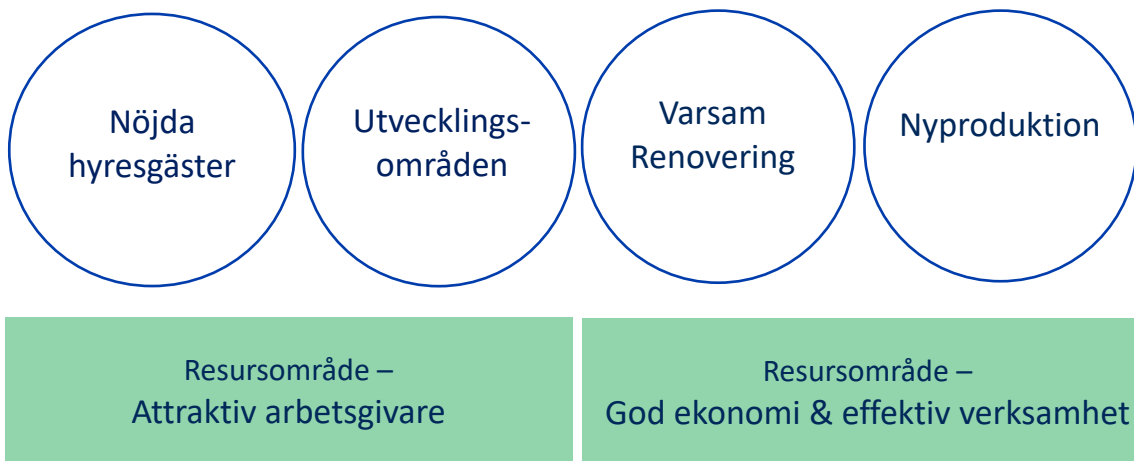 Nöjda
hyresgäster
Utvecklings-
områden
Varsam
Renovering
Nyproduktion
Resursområde –
Attraktiv arbetsgivare
Resursområde –
God ekonomi & effektiv verksamhet